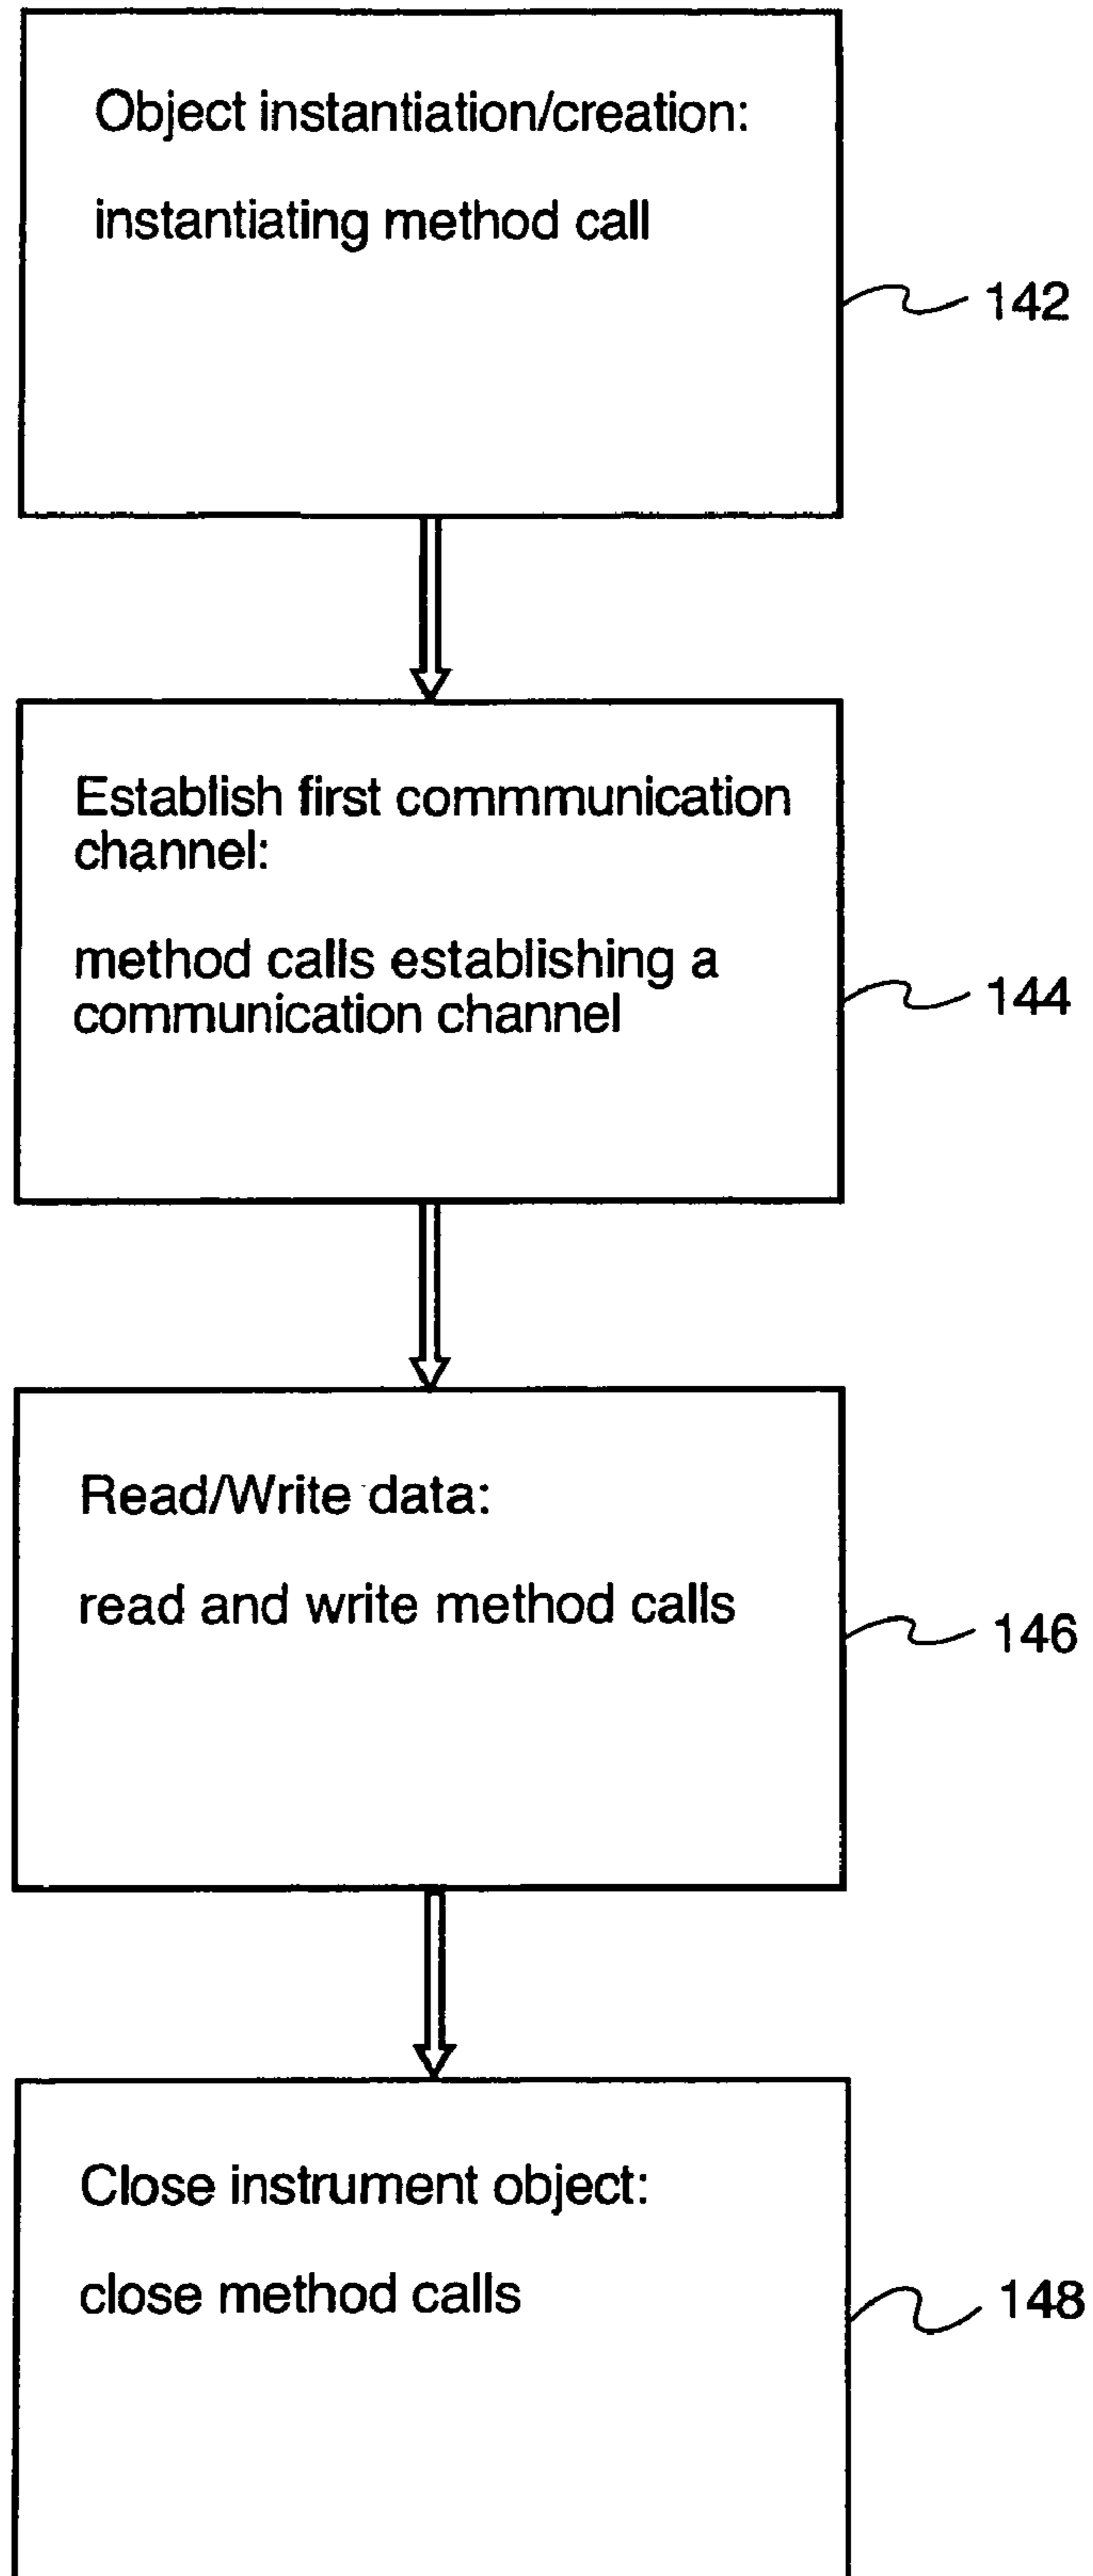 Object instantiation/creation:
instantiating method call
142
Establish first commmunication
channel:
method calls establishing a
communication channel
144
Read/Write data:
read and write method calls
146
Close instrument object:
close method calls
148